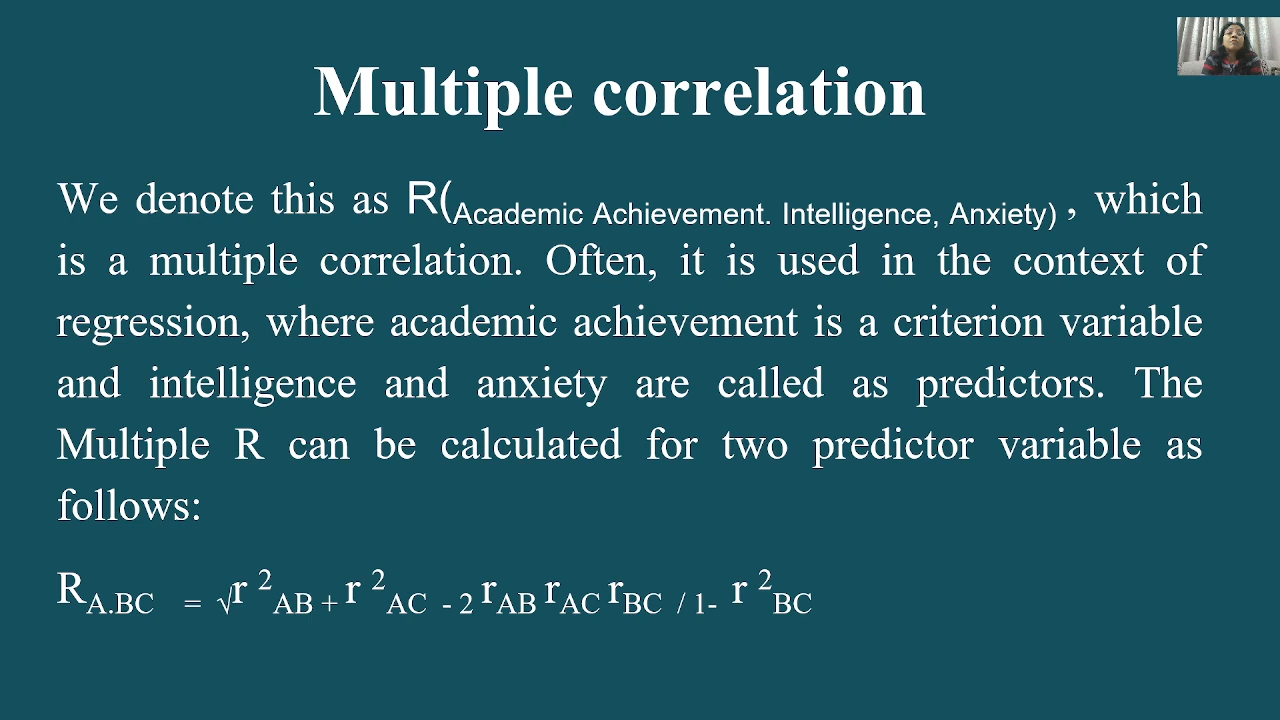 Multiple correlation
We denote this as R(Academic Achievement. Intelligence, Anxiety) , which
is a multiple correlation. Often, it is used in the context of
regression, where academic achievement is a criterion variable
and intelligence and anxiety are called as predictors. The
Multiple R can be calculated for two predictor variable as
follows:
R A.BC = √r ²AB + r ²AC - 2 rAB rAC rBC / 1- r ²BC